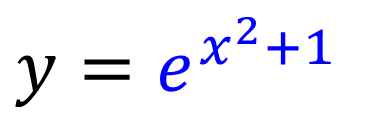 y = e^{x^2+1}